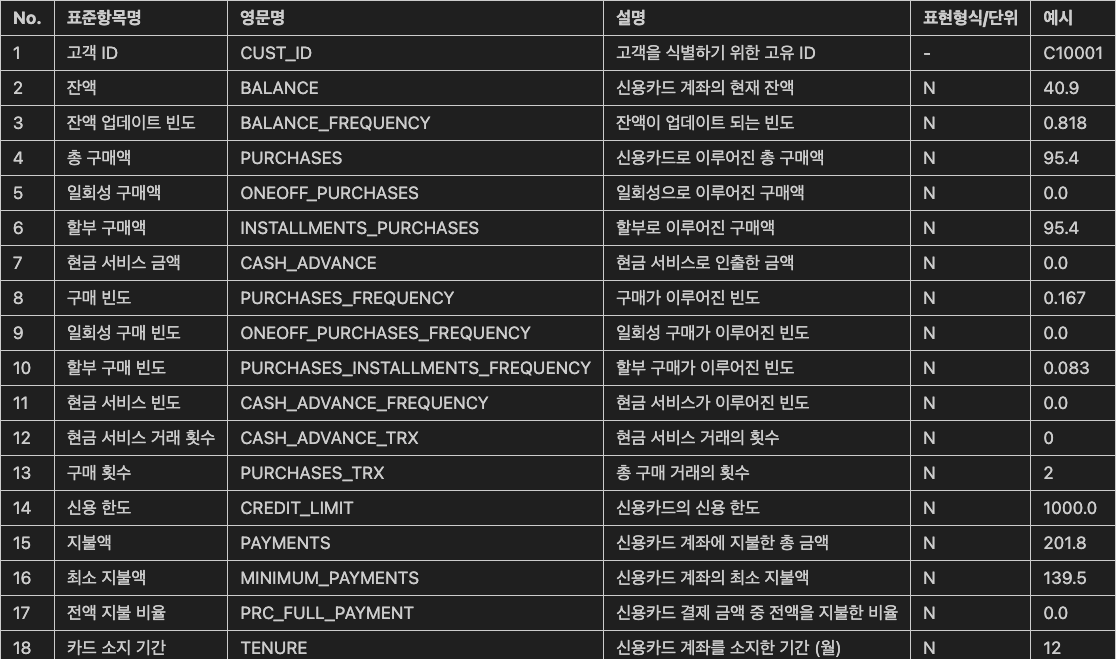 No. 표준항목명 영문명 설명 표현형식/단위 예시
1 고객 ID CUST_ID 고객을 식별하기 위한 고유 ID - C10001
2 잔액 BALANCE 신용카드 계좌의 현재 잔액 N 40.9
3 잔액 업데이트 빈도 BALANCE_FREQUENCY 잔액이 업데이트 되는 빈도 N 0.818
4 총 구매액 PURCHASES 신용카드로 이루어진 총 구매액 N 95.4
5 일회성 구매액 ONEOFF_PURCHASES 일회성으로 이루어진 구매액 N 0.0
6 할부 구매액 INSTALLMENTS_PURCHASES 할부로 이루어진 구매액 N 95.4
7 현금 서비스 금액 CASH_ADVANCE 현금 서비스로 인출한 금액 N 0.0
8 구매 빈도 PURCHASES_FREQUENCY 구매가 이루어진 빈도 N 0.167
9 일회성 구매 빈도 ONEOFF_PURCHASES_FREQUENCY 일회성 구매가 이루어진 빈도 N 0.0
10 할부 구매 빈도 PURCHASES_INSTALLMENTS_FREQUENCY 할부 구매가 이루어진 빈도 N 0.083
11 현금 서비스 빈도 CASH_ADVANCE_FREQUENCY 현금 서비스가 이루어진 빈도 N 0.0
12 현금 서비스 거래 횟수 CASH_ADVANCE_TRX 현금 서비스 거래의 횟수 N 0
13 구매 횟수 PURCHASES_TRX 총 구매 거래의 횟수 N 2
14 신용 한도 CREDIT_LIMIT 신용카드의 신용 한도 N 1000.0
15 지불액 PAYMENTS 신용카드 계좌에 지불한 총 금액 N 201.8
16 최소 지불액 MINIMUM_PAYMENTS 신용카드 계좌의 최소 지불액 N 139.5
17 전액 지불 비율 PRC_FULL_PAYMENT 신용카드 결제 금액 중 전액을 지불한 비율 N 0.0
18 카드 소지 기간 TENURE 신용카드 계좌를 소지한 기간 (월) N 12